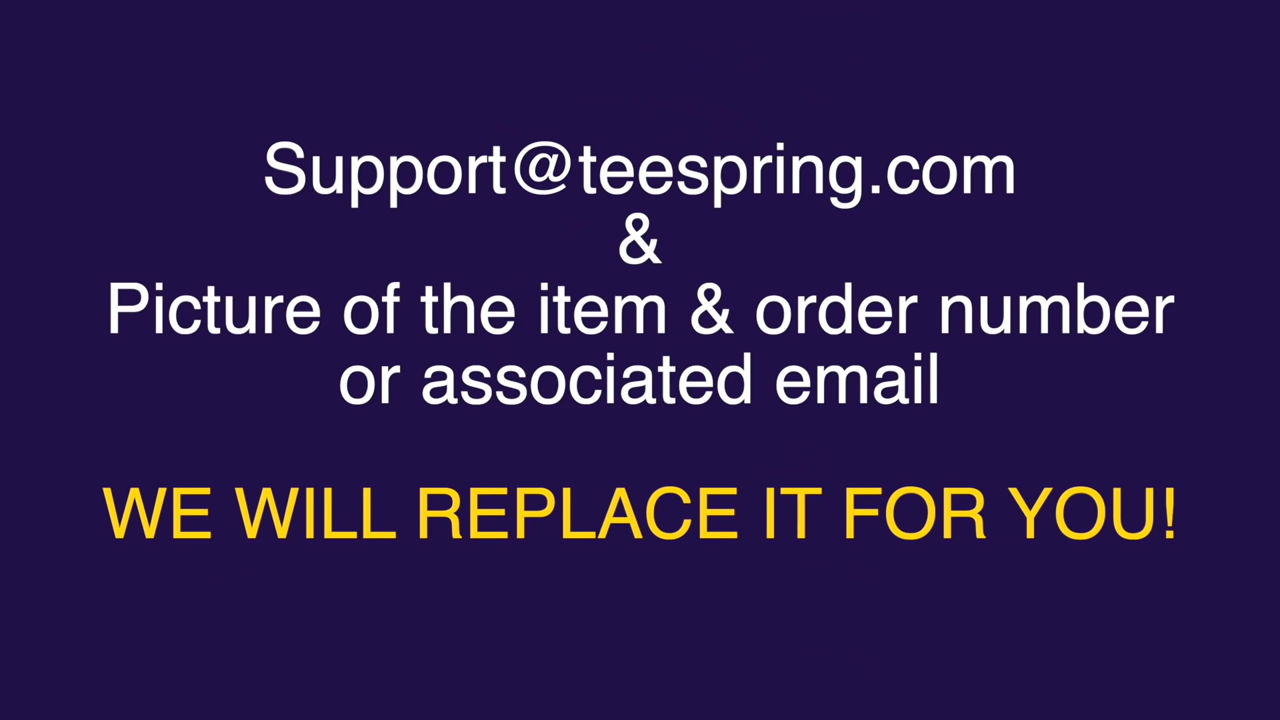 Support@teespring.com
&
Picture of the item & order number
or associated email
WE WILL REPLACE IT FOR YOU!